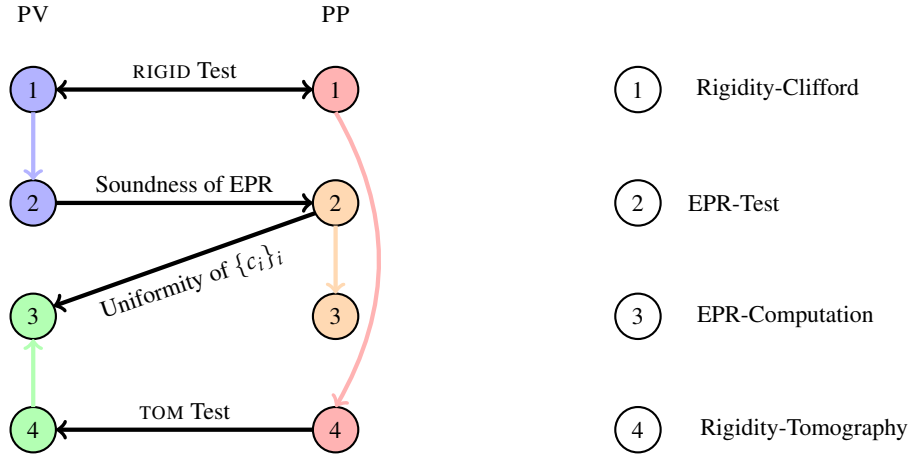 PV PP
1 RIGID Test 1 1 Rigidity-Clifford
2 Soundness of EPR 2 2 EPR-Test
Uniformity of {c_i}_i
3 3 3 EPR-Computation
4 TOM Test 4 4 Rigidity-Tomography